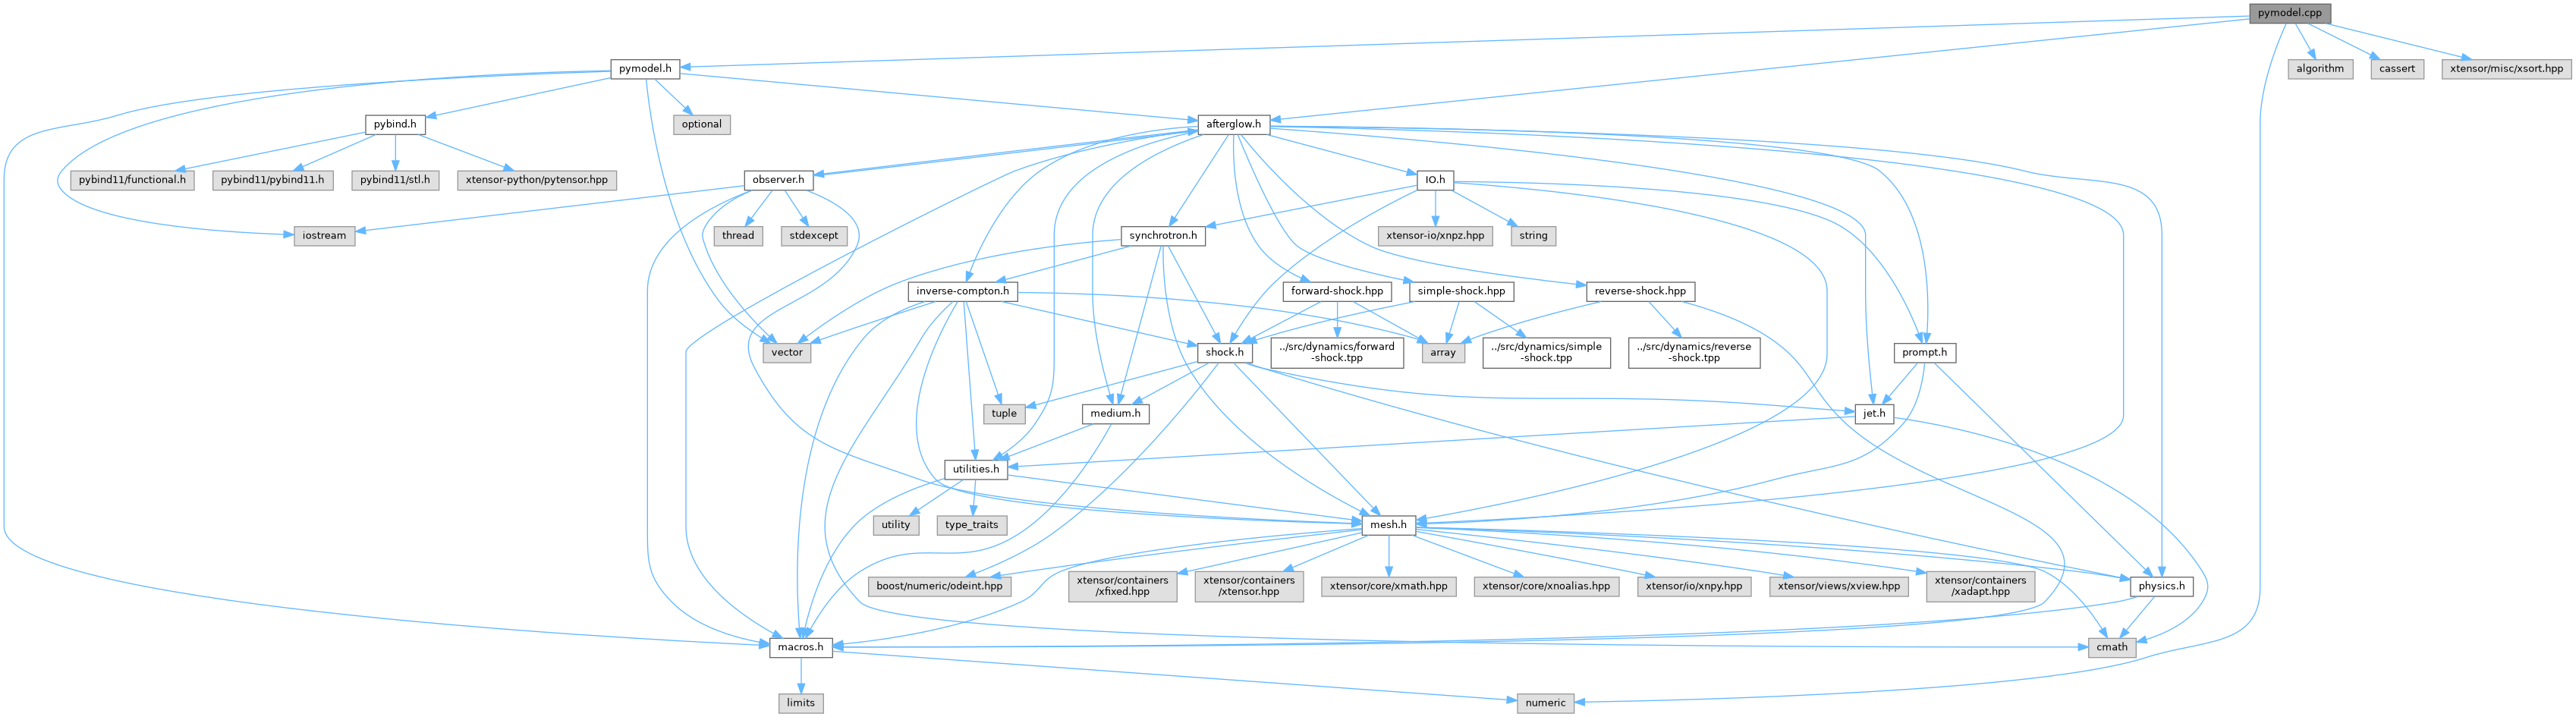 pymodel.cpp
pymodel.h
algorithm
cassert
xtensor/misc/xsort.hpp
pybind.h
optional
afterglow.h
pybind11/functional.h
pybind11/pybind11.h
pybind11/stl.h
xtensor-python/pytensor.hpp
observer.h
IO.h
iostream
thread
stdexcept
synchrotron.h
xtensor-io/xnpz.hpp
string
inverse-compton.h
forward-shock.hpp
simple-shock.hpp
reverse-shock.hpp
vector
shock.h
../src/dynamics/forward
-shock.tpp
array
../src/dynamics/simple
-shock.tpp
../src/dynamics/reverse
-shock.tpp
prompt.h
tuple
medium.h
jet.h
utilities.h
utility
type_traits
mesh.h
boost/numeric/odeint.hpp
xtensor/containers
/xfixed.hpp
xtensor/containers
/xtensor.hpp
xtensor/core/xmath.hpp
xtensor/core/xnoalias.hpp
xtensor/io/xnpy.hpp
xtensor/views/xview.hpp
xtensor/containers
/xadapt.hpp
physics.h
macros.h
cmath
limits
numeric